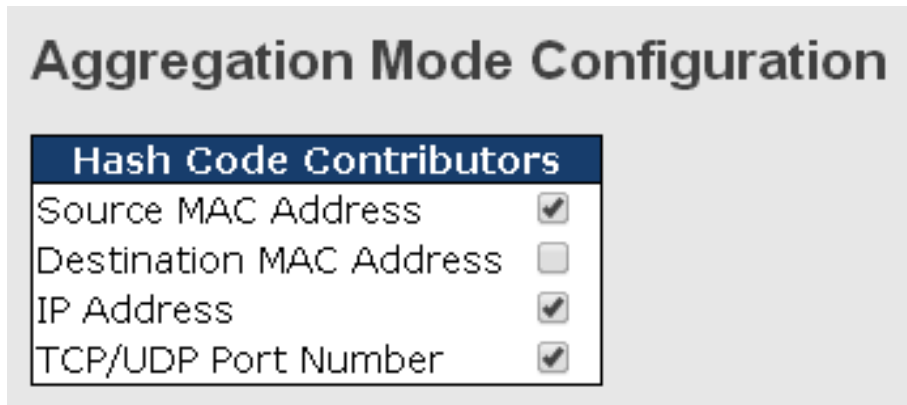 Aggregation Mode Configuration
Hash Code Contributors
Source MAC Address
Destination MAC Address
IP Address
TCP/UDP Port Number